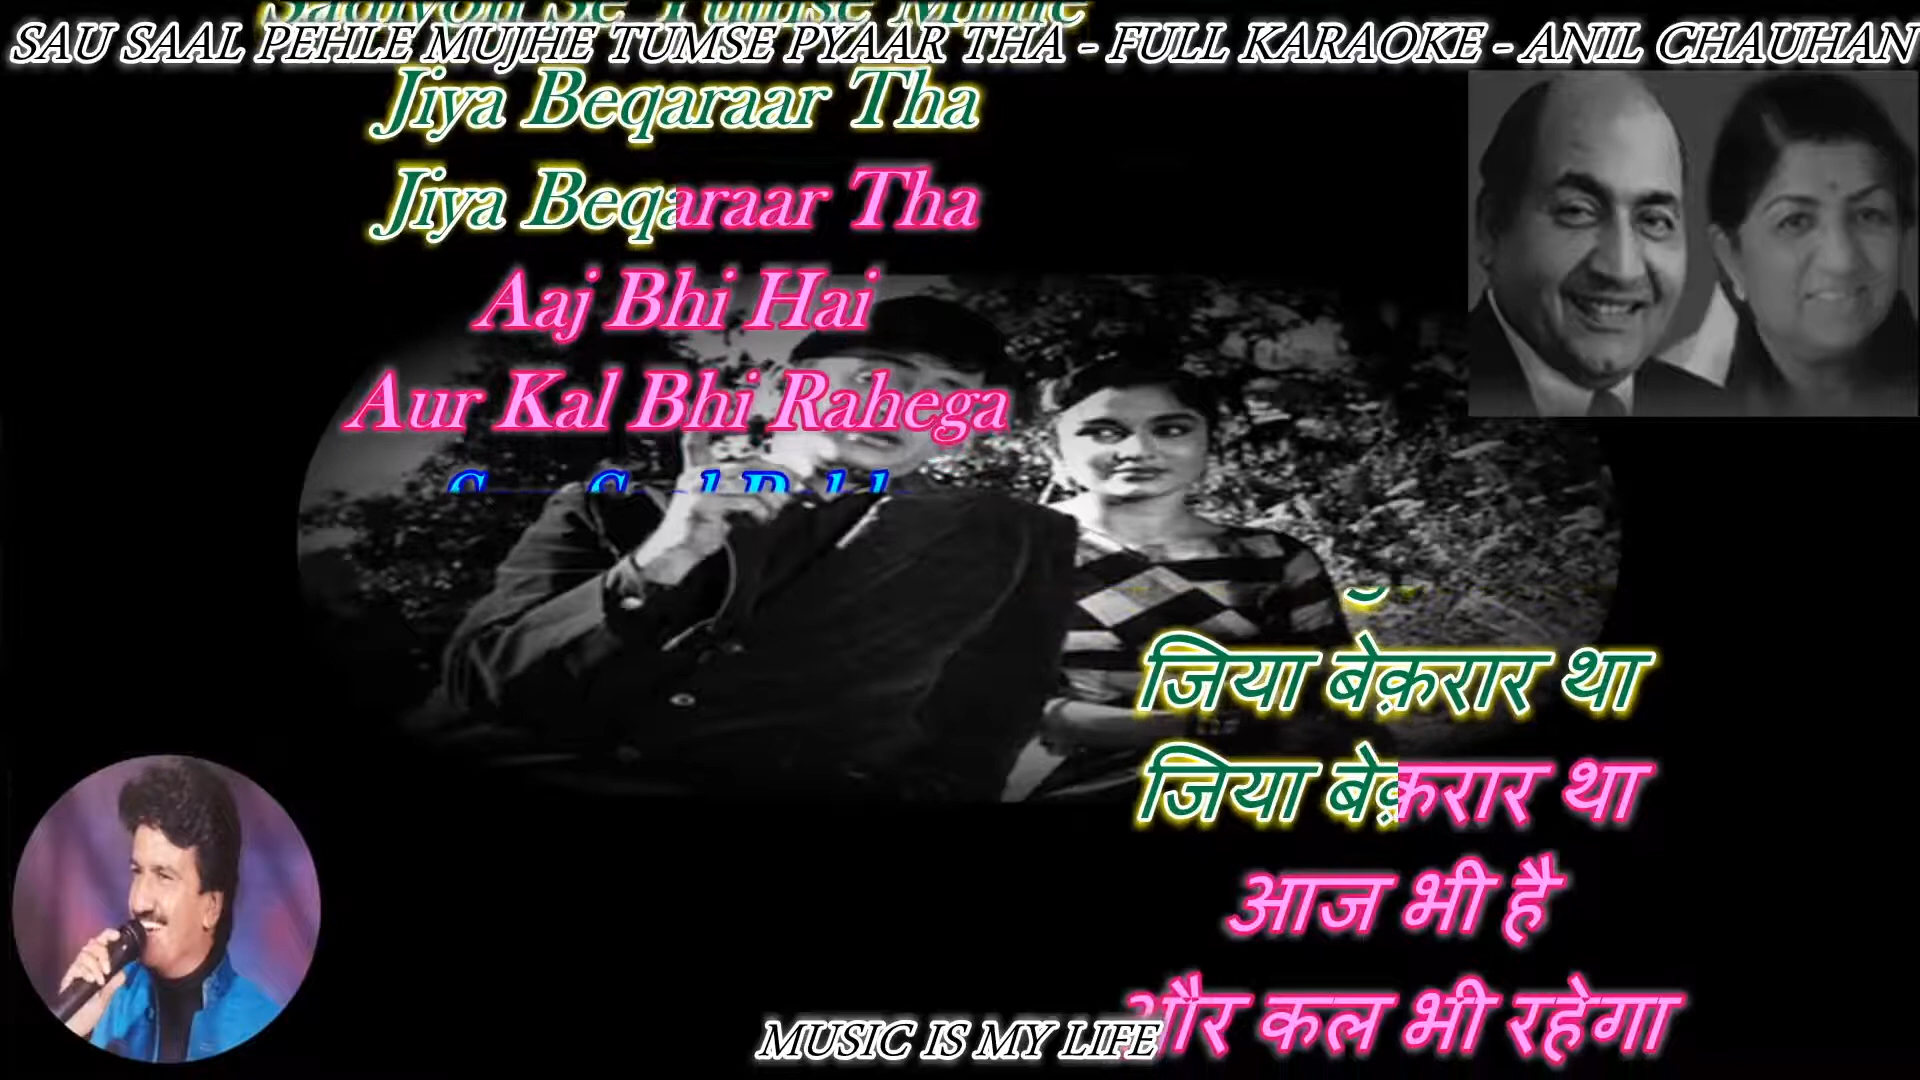 SAU SAAL PEHLE MUJHE TUMSE PYAAR THA - FULL KARAOKE - ANIL CHAUHAN
Jiya Beqaraar Tha
Jiya Beqaraar Tha
Aaj Bhi Hai
Aur Kal Bhi Rahega
जिया बेक़रार था
जिया बेक़रार था
आज भी है
और कल भी रहेगा
MUSIC IS MY LIFE